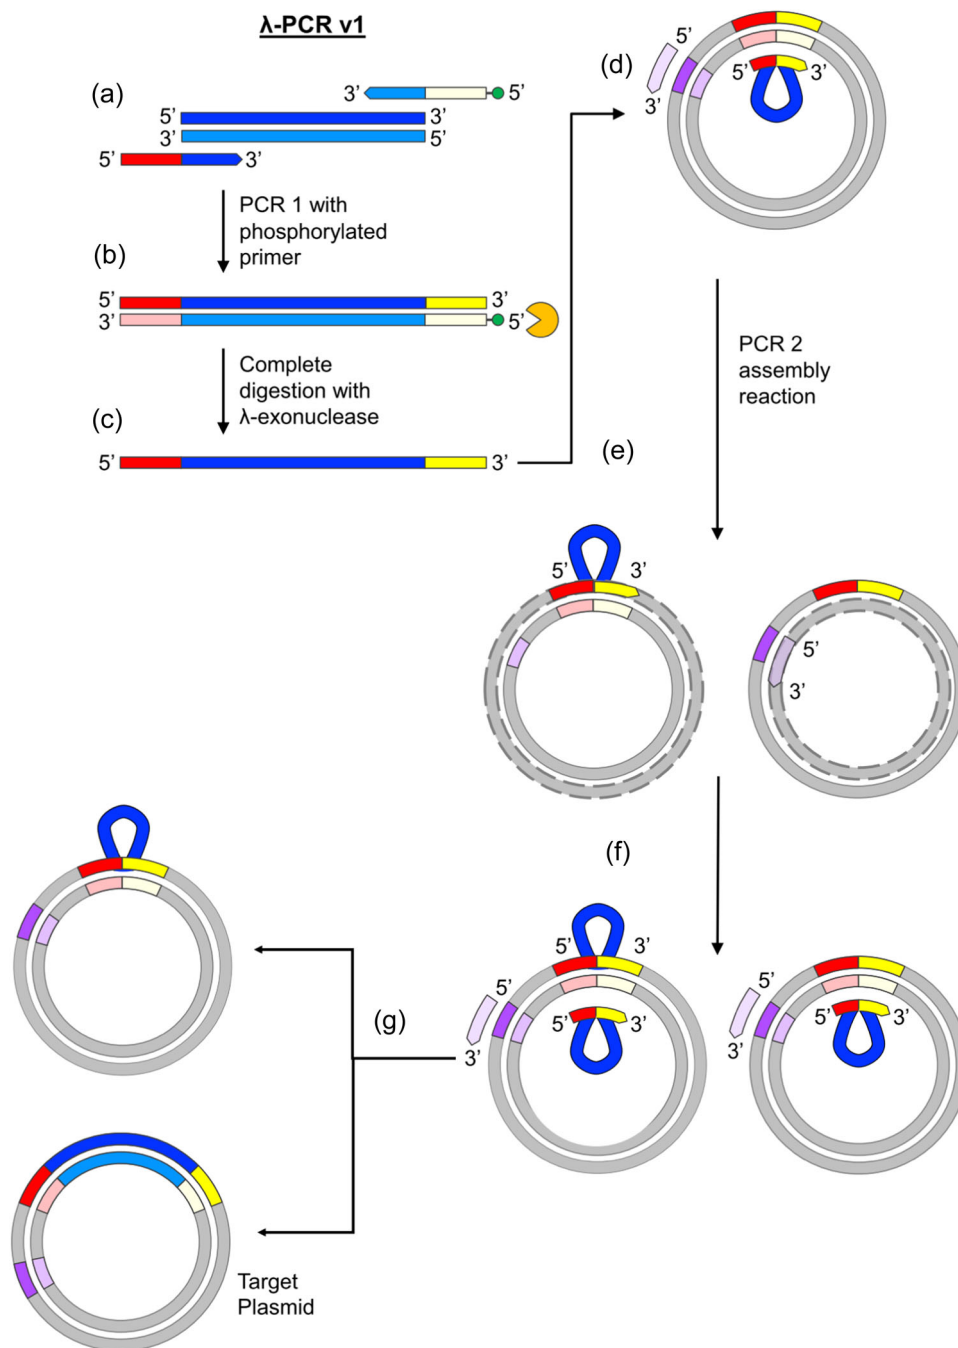 λ-PCR v1
(a)
3’ 5’
5’ 3’
3’ 5’
5’ 3’
PCR 1 with
phosphorylated
primer
(b)
5’ 3’
3’ 5’
Complete
digestion with
λ-exonuclease
(c)
5’ 3’
(d)
5’
5’ 3’
3’
PCR 2
assembly
reaction
(e)
5’ 3’
5’
3’
(f)
5’ 3’
5’ 5’
5’ 3’ 5’ 3’
3’ 3’
(g)
Target
Plasmid